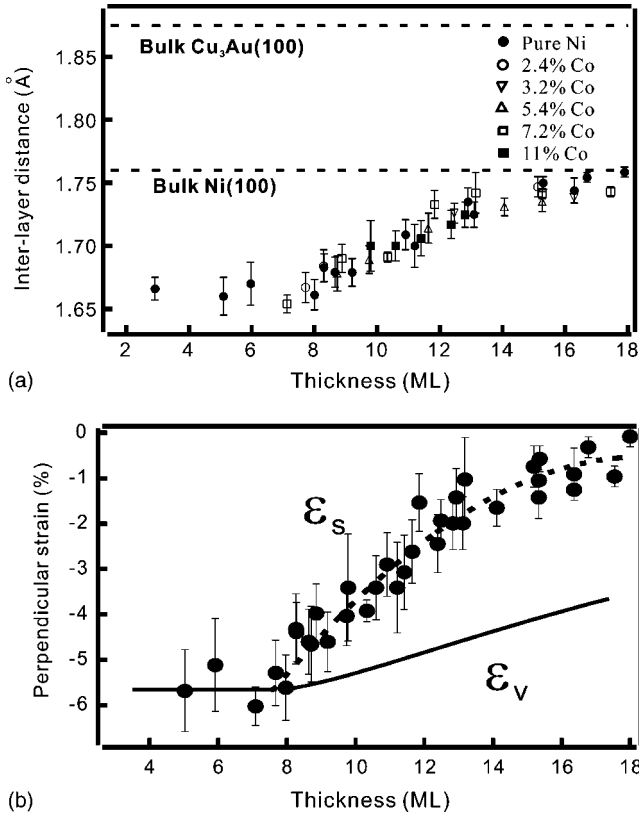 Bulk Cu₃Au(100)
Pure Ni
2.4% Co
3.2% Co
5.4% Co
7.2% Co
11% Co
Bulk Ni(100)
Inter-layer distance (Å)
1.85
1.80
1.75
1.70
1.65
2 4 6 8 10 12 14 16 18
(a)
Thickness (ML)
Perpendicular strain (%)
0
-1
-2
-3
-4
-5
-6
εs
εv
4 6 8 10 12 14 16 18
(b)
Thickness (ML)